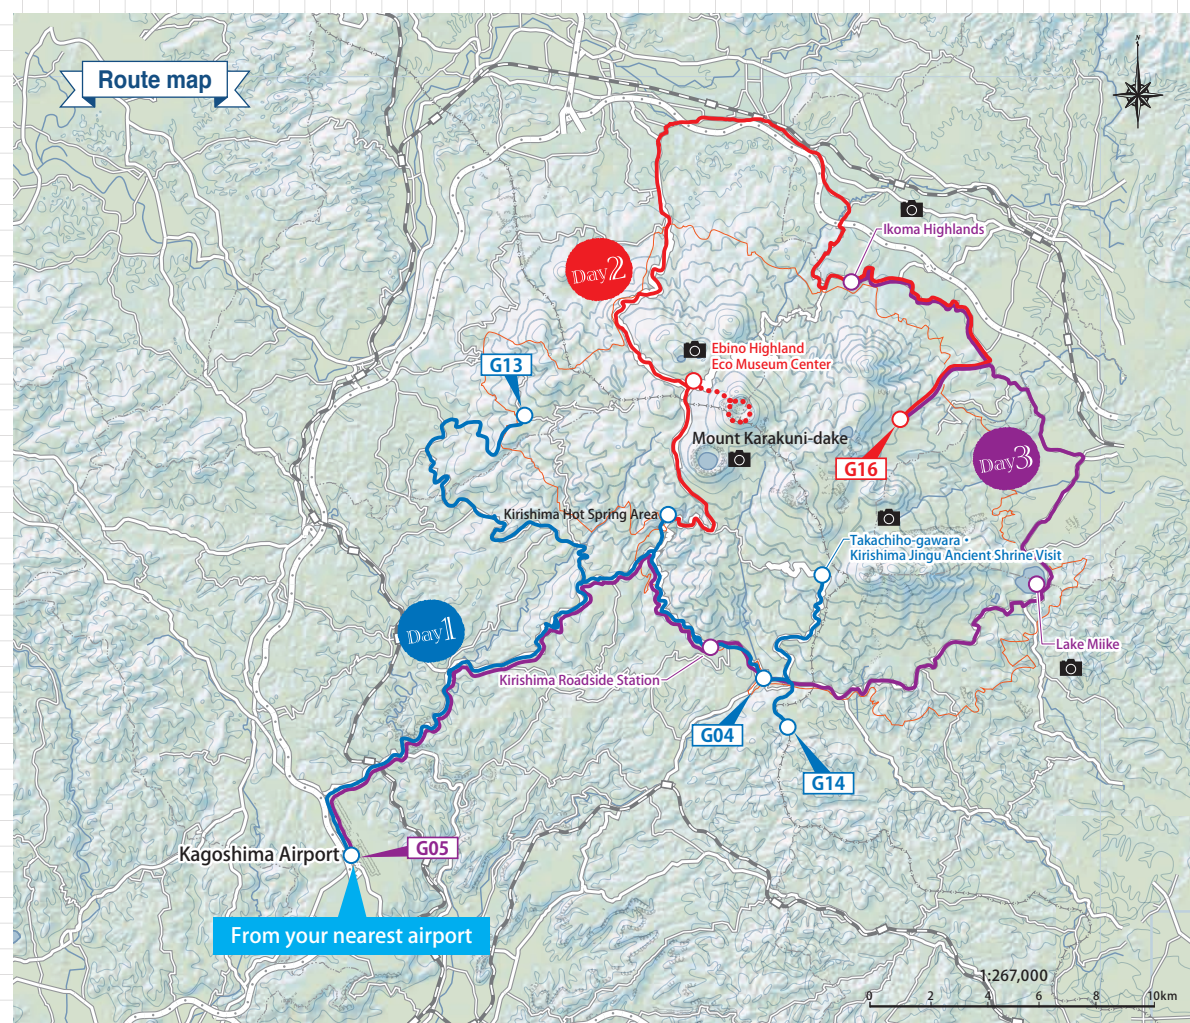 Route map
N
Ikoma Highlands
Day2
Ebino Highland
Eco Museum Center
G13
Mount Karakuni-dake
G16
Day3
Kirishima Hot Spring Area
Takachiho-gawara・
Kirishima Jingu Ancient Shrine Visit
Day1
Lake Miike
Kirishima Roadside Station
G04
G14
Kagoshima Airport
G05
From your nearest airport
1:267,000
0 2 4 6 8 10km